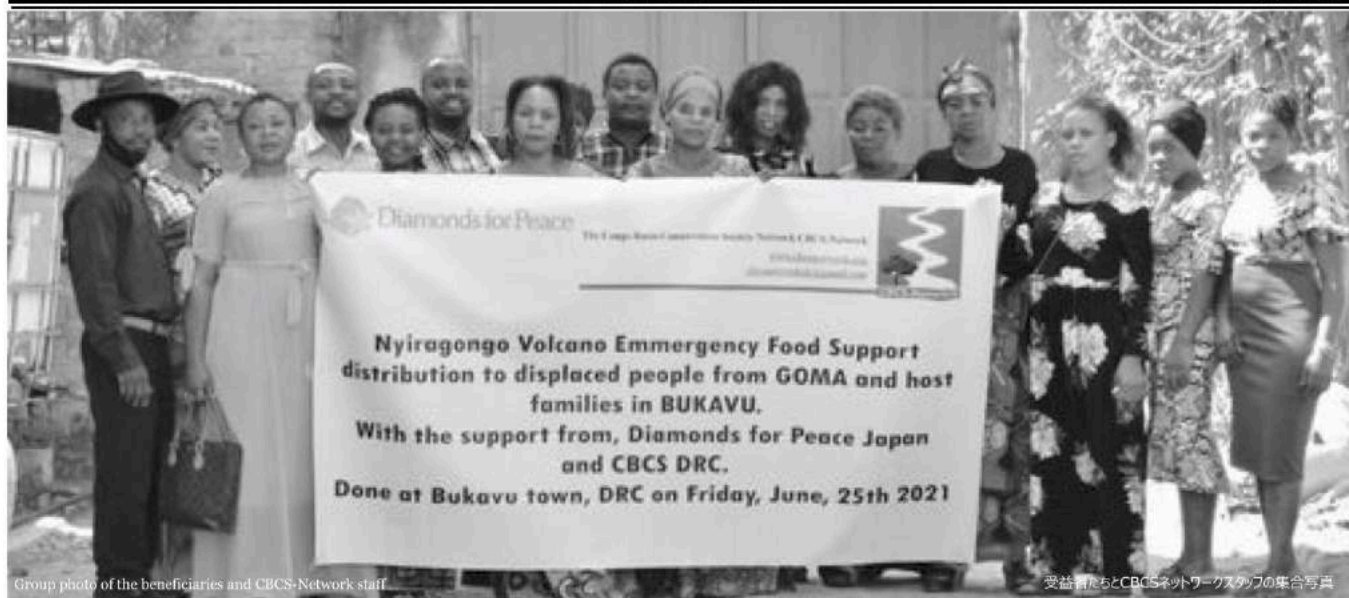 Diamonds for Peace
The Congo Basin Conservation Society Network CBCS-Network
Nyiragongo Volcano Emmergency Food Support
distribution to displaced people from GOMA and host
families in BUKAVU.
With the support from, Diamonds for Peace Japan
and CBCS DRC.
Done at Bukavu town, DRC on Friday, June, 25th 2021
Group photo of the beneficiaries and CBCS-Network staff
受益者たちとCBCSネットワークスタッフの集合写真